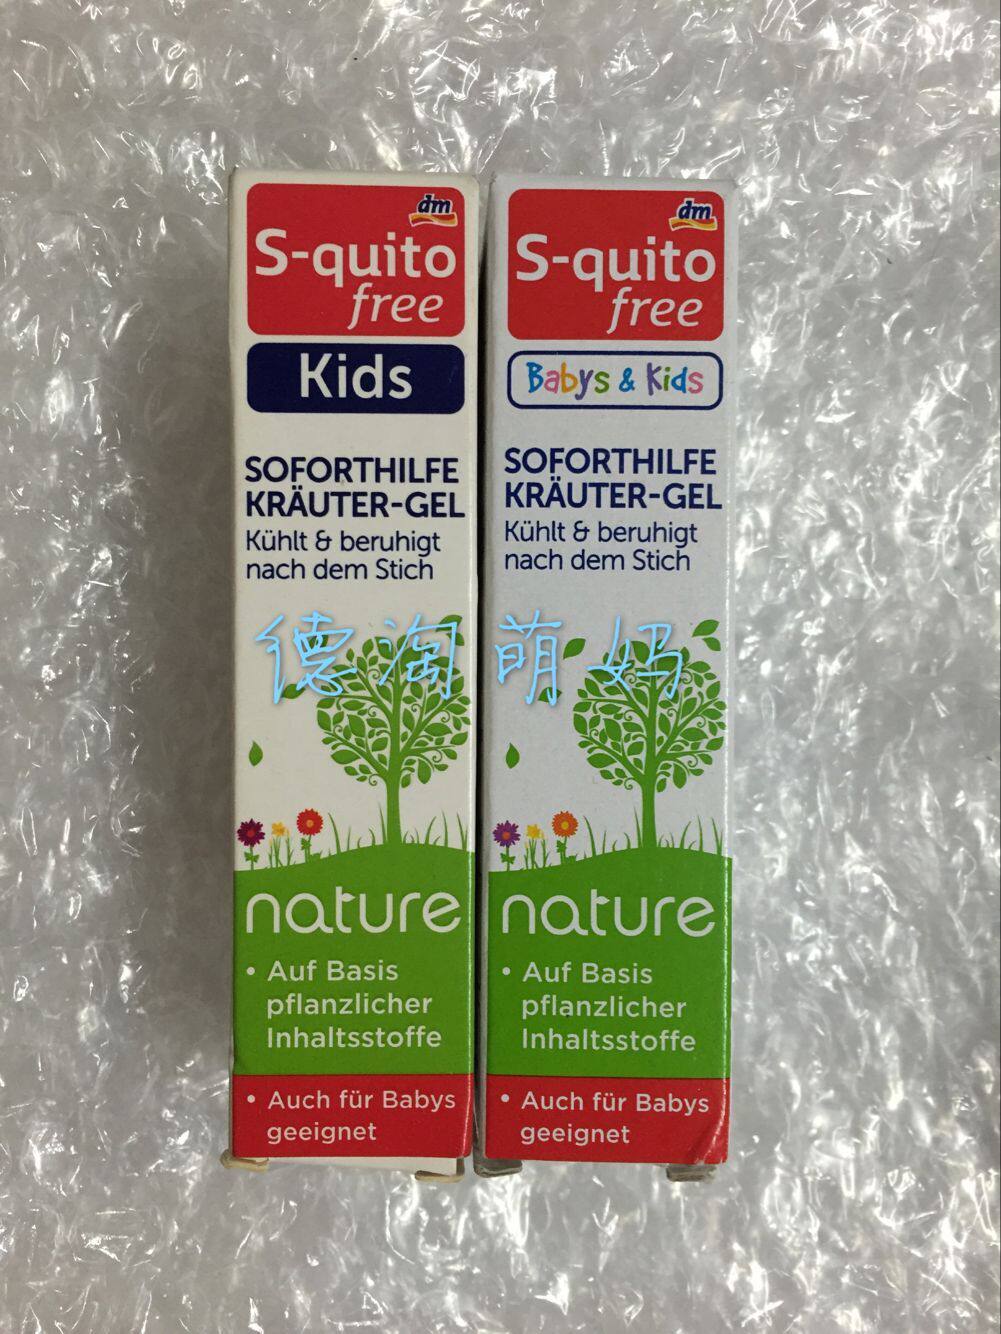 dm
S-quito
free
Kids
SOFORTHILFE
KRÄUTER-GEL
Kühlt & beruhigt
nach dem Stich
nature
• Auf Basis
pflanzlicher
Inhaltsstoffe
• Auch für Babys
geeignet
dm
S-quito
free
Babys & Kids
SOFORTHILFE
KRÄUTER-GEL
Kühlt & beruhigt
nach dem Stich
nature
• Auf Basis
pflanzlicher
Inhaltsstoffe
• Auch für Babys
geeignet
德淘萌妈